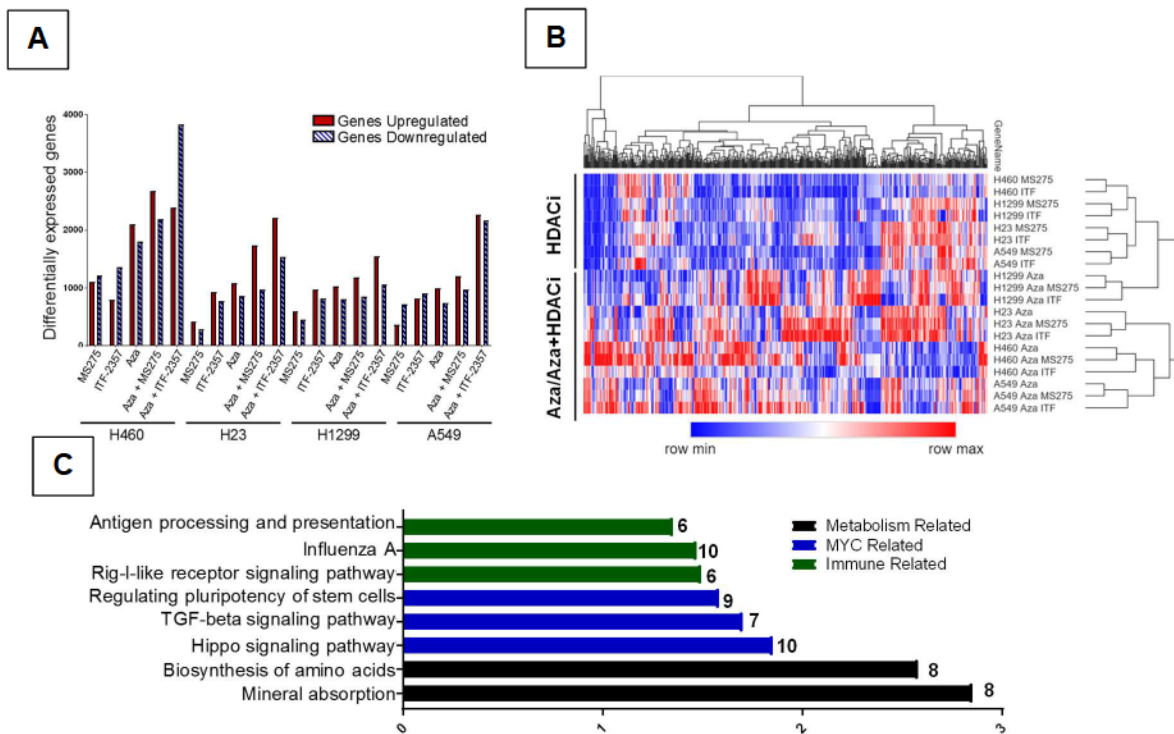 A
4000
3000
2000
1000
0
Differentially expressed genes
Genes Upregulated
Genes Downregulated
MS275
ITF-2357
Aza
Aza + MS275
Aza + ITF-2357
MS275
ITF-2357
Aza
Aza + MS275
Aza + ITF-2357
MS275
ITF-2357
Aza
Aza + MS275
Aza + ITF-2357
MS275
ITF-2357
Aza
Aza + MS275
Aza + ITF-2357
H460
H23
H1299
A549
B
GeneName
HDACi
Aza/Aza+HDACi
H460 MS275
H460 ITF
H1299 MS275
H1299 ITF
H23 MS275
H23 ITF
A549 MS275
A549 ITF
H1299 Aza
H1299 Aza MS275
H1299 Aza ITF
H23 Aza
H23 Aza MS275
H23 Aza ITF
H460 Aza
H460 Aza MS275
H460 Aza ITF
A549 Aza
A549 Aza MS275
A549 Aza ITF
row min
row max
C
Antigen processing and presentation 6
Influenza A 10
Rig-I-like receptor signaling pathway 6
Regulating pluripotency of stem cells 9
TGF-beta signaling pathway 7
Hippo signaling pathway 10
Biosynthesis of amino acids 8
Mineral absorption 8
Metabolism Related
MYC Related
Immune Related
0
1
2
3